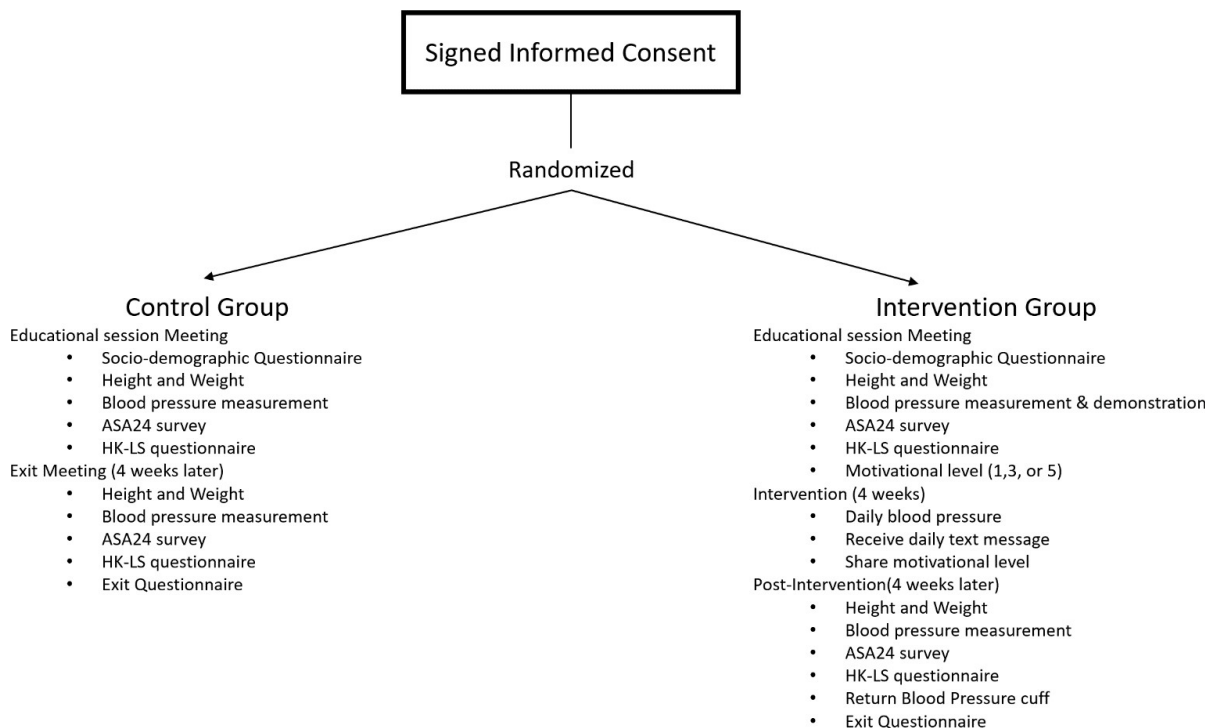 Signed Informed Consent
Randomized
Control Group
Educational session Meeting
• Socio-demographic Questionnaire
• Height and Weight
• Blood pressure measurement
• ASA24 survey
• HK-LS questionnaire
Exit Meeting (4 weeks later)
• Height and Weight
• Blood pressure measurement
• ASA24 survey
• HK-LS questionnaire
• Exit Questionnaire
Intervention Group
Educational session Meeting
• Socio-demographic Questionnaire
• Height and Weight
• Blood pressure measurement & demonstration
• ASA24 survey
• HK-LS questionnaire
• Motivational level (1,3, or 5)
Intervention (4 weeks)
• Daily blood pressure
• Receive daily text message
• Share motivational level
Post-Intervention(4 weeks later)
• Height and Weight
• Blood pressure measurement
• ASA24 survey
• HK-LS questionnaire
• Return Blood Pressure cuff
• Exit Questionnaire